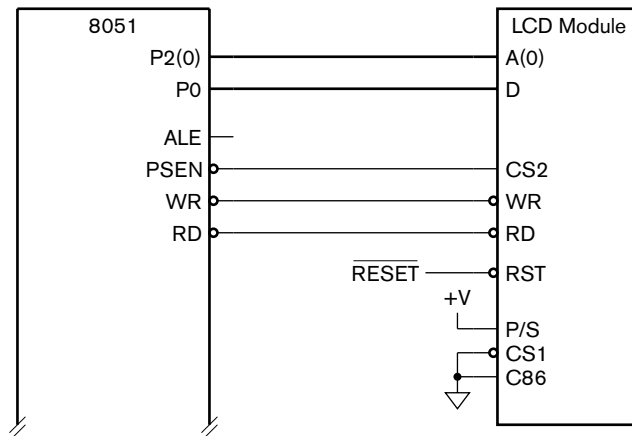 8051 LCD Module
P2(0) A(0)
P0 D
ALE
PSEN CS2
WR WR
RD RD
RESET RST
+V
P/S
CS1
C86